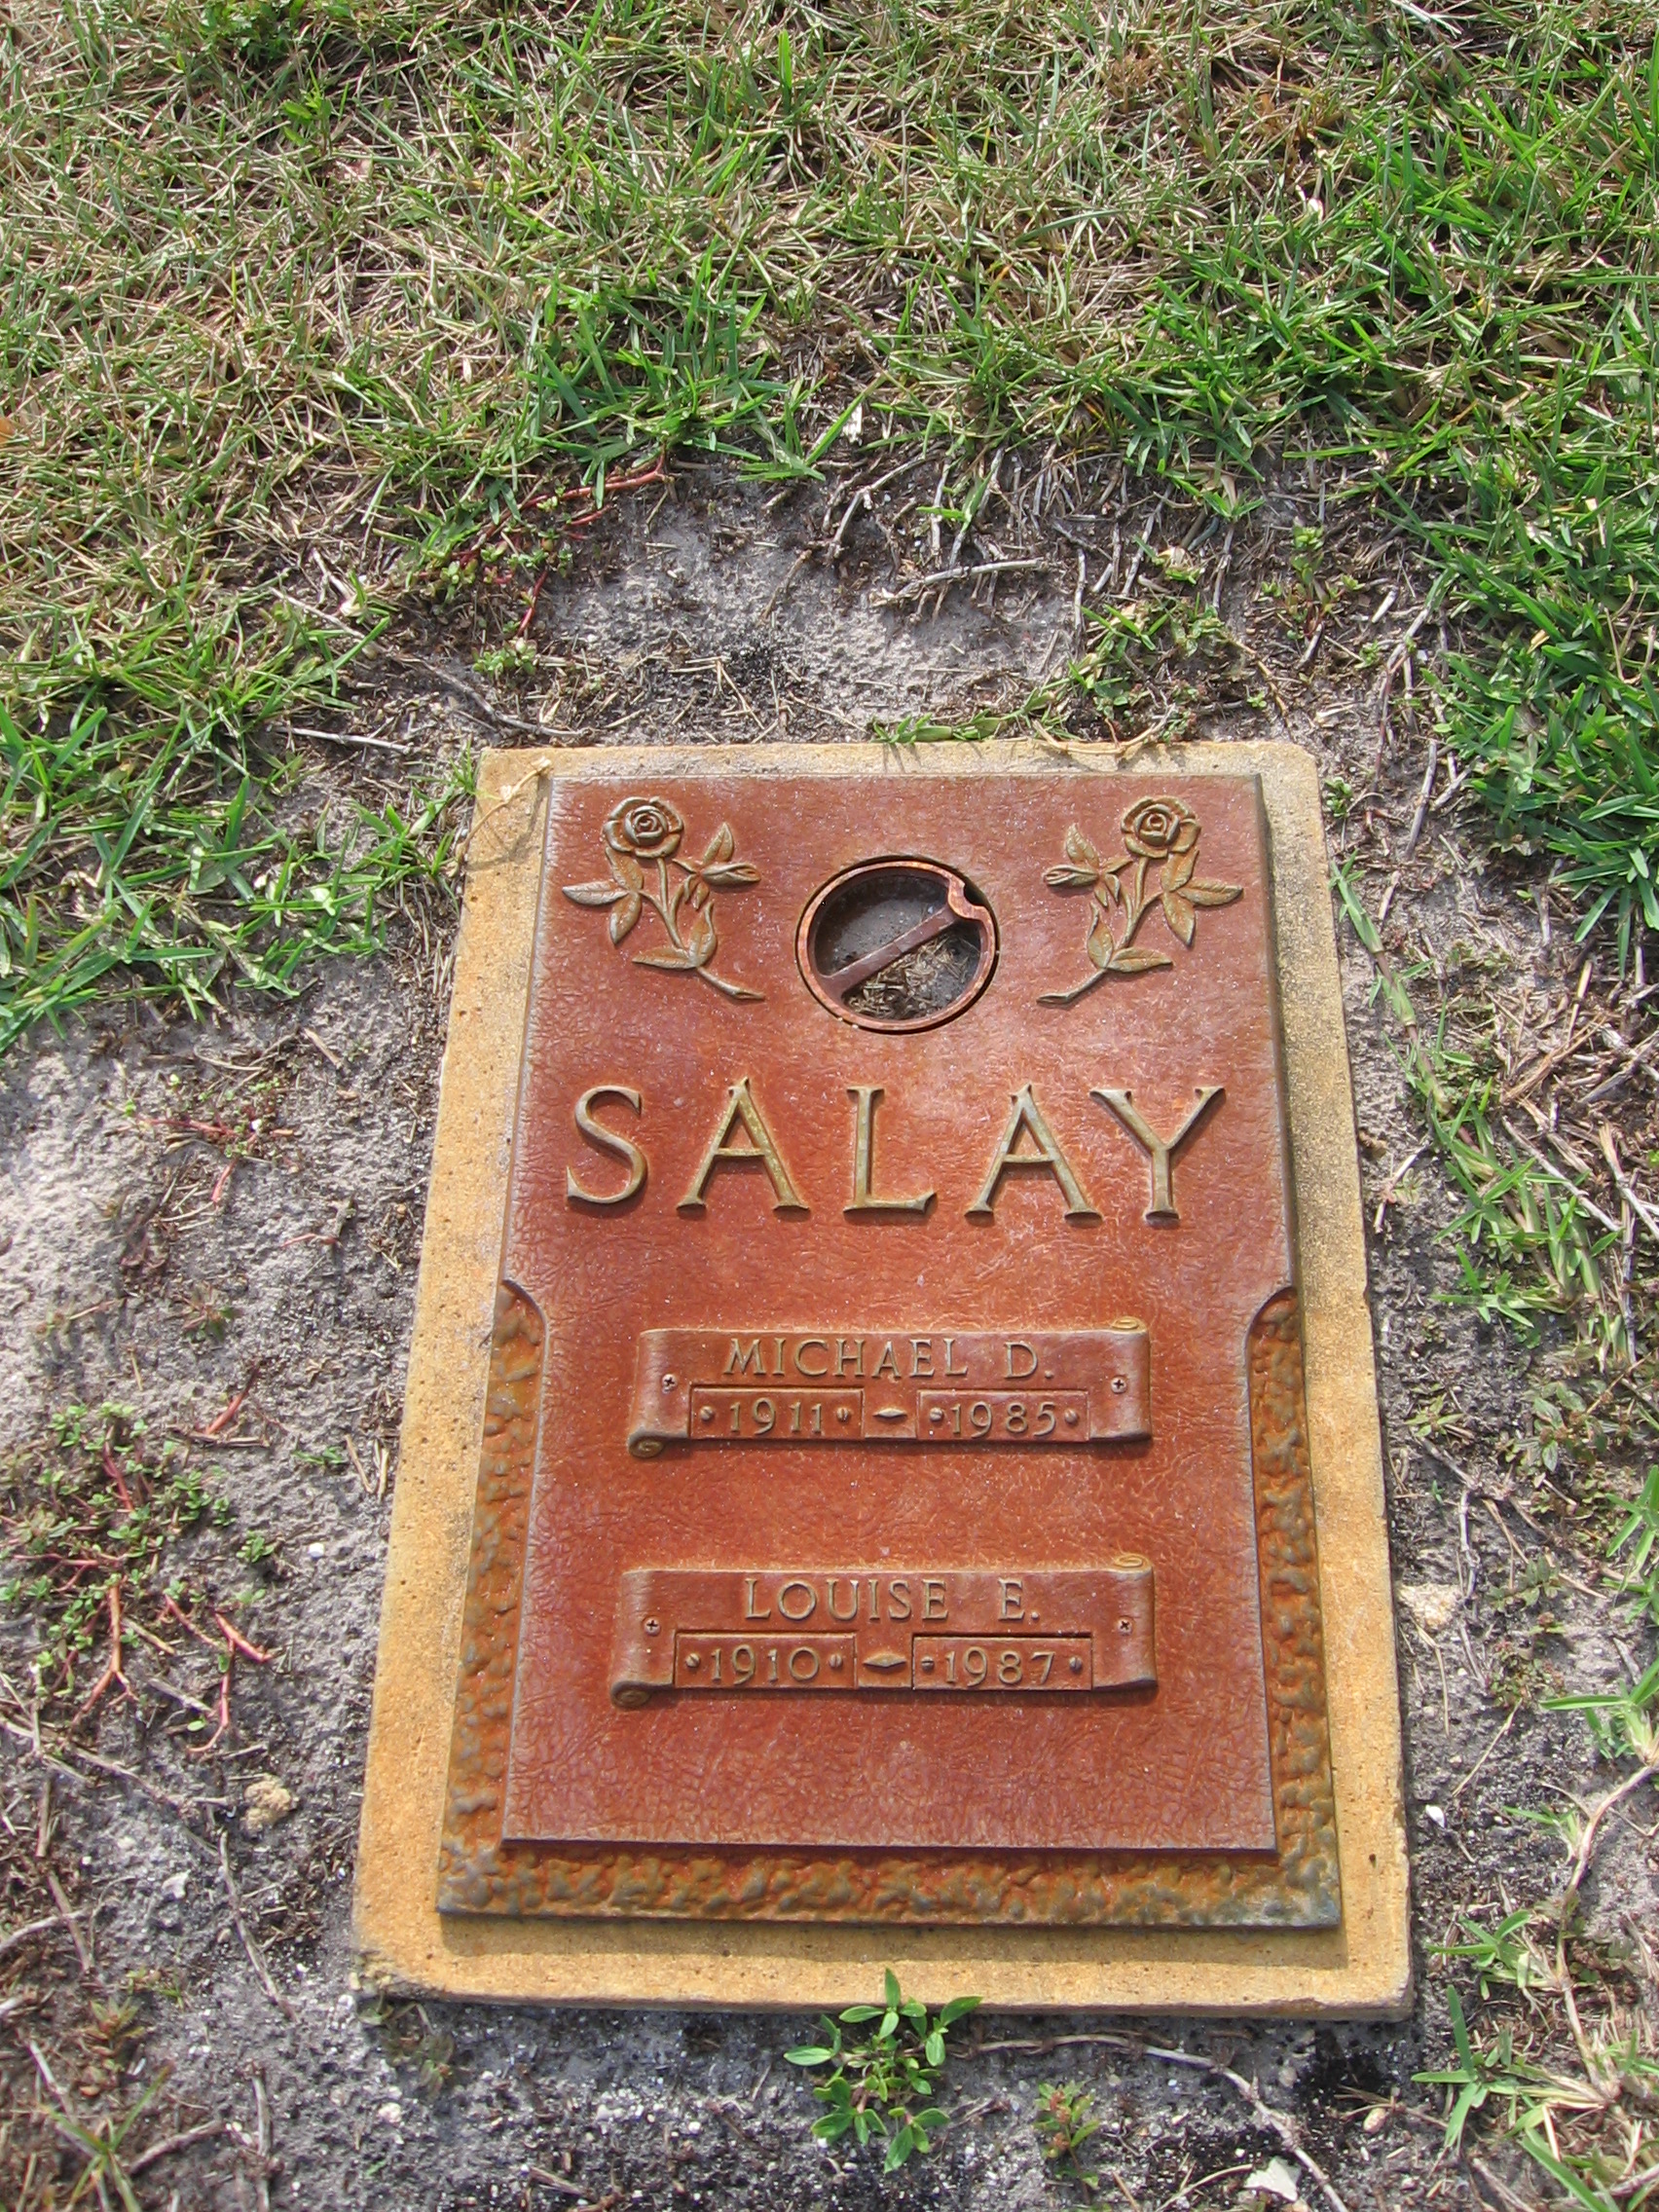 SALAY
MICHAEL D.
1911 - 1985
LOUISE E.
1910 - 1987